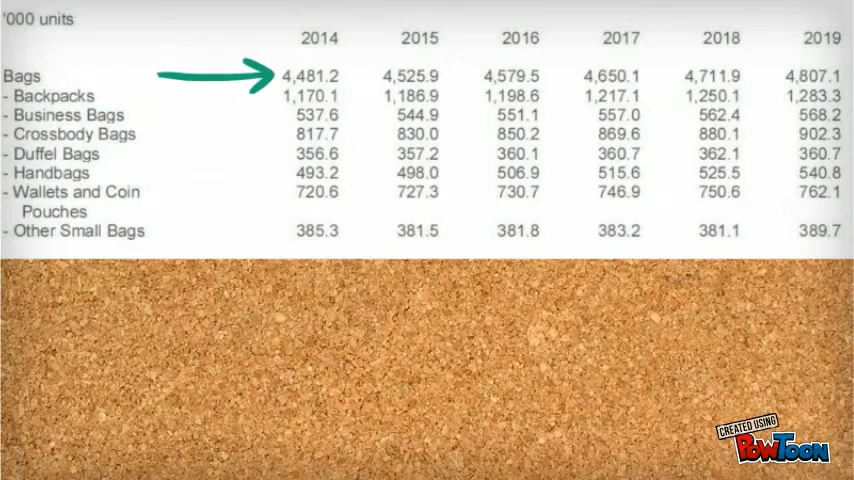 '000 units
2014 2015 2016 2017 2018 2019
Bags 4,481.2 4,525.9 4,579.5 4,650.1 4,711.9 4,807.1
- Backpacks 1,170.1 1,186.9 1,198.6 1,217.1 1,250.1 1,283.3
- Business Bags 537.6 544.9 551.1 557.0 562.4 568.2
- Crossbody Bags 817.7 830.0 850.2 869.6 880.1 902.3
- Duffel Bags 356.6 357.2 360.1 360.7 362.1 360.7
- Handbags 493.2 498.0 506.9 515.6 525.5 540.8
- Wallets and Coin 720.6 727.3 730.7 746.9 750.6 762.1
Pouches
- Other Small Bags 385.3 381.5 381.8 383.2 381.1 389.7
CREATED USING
POWTOON